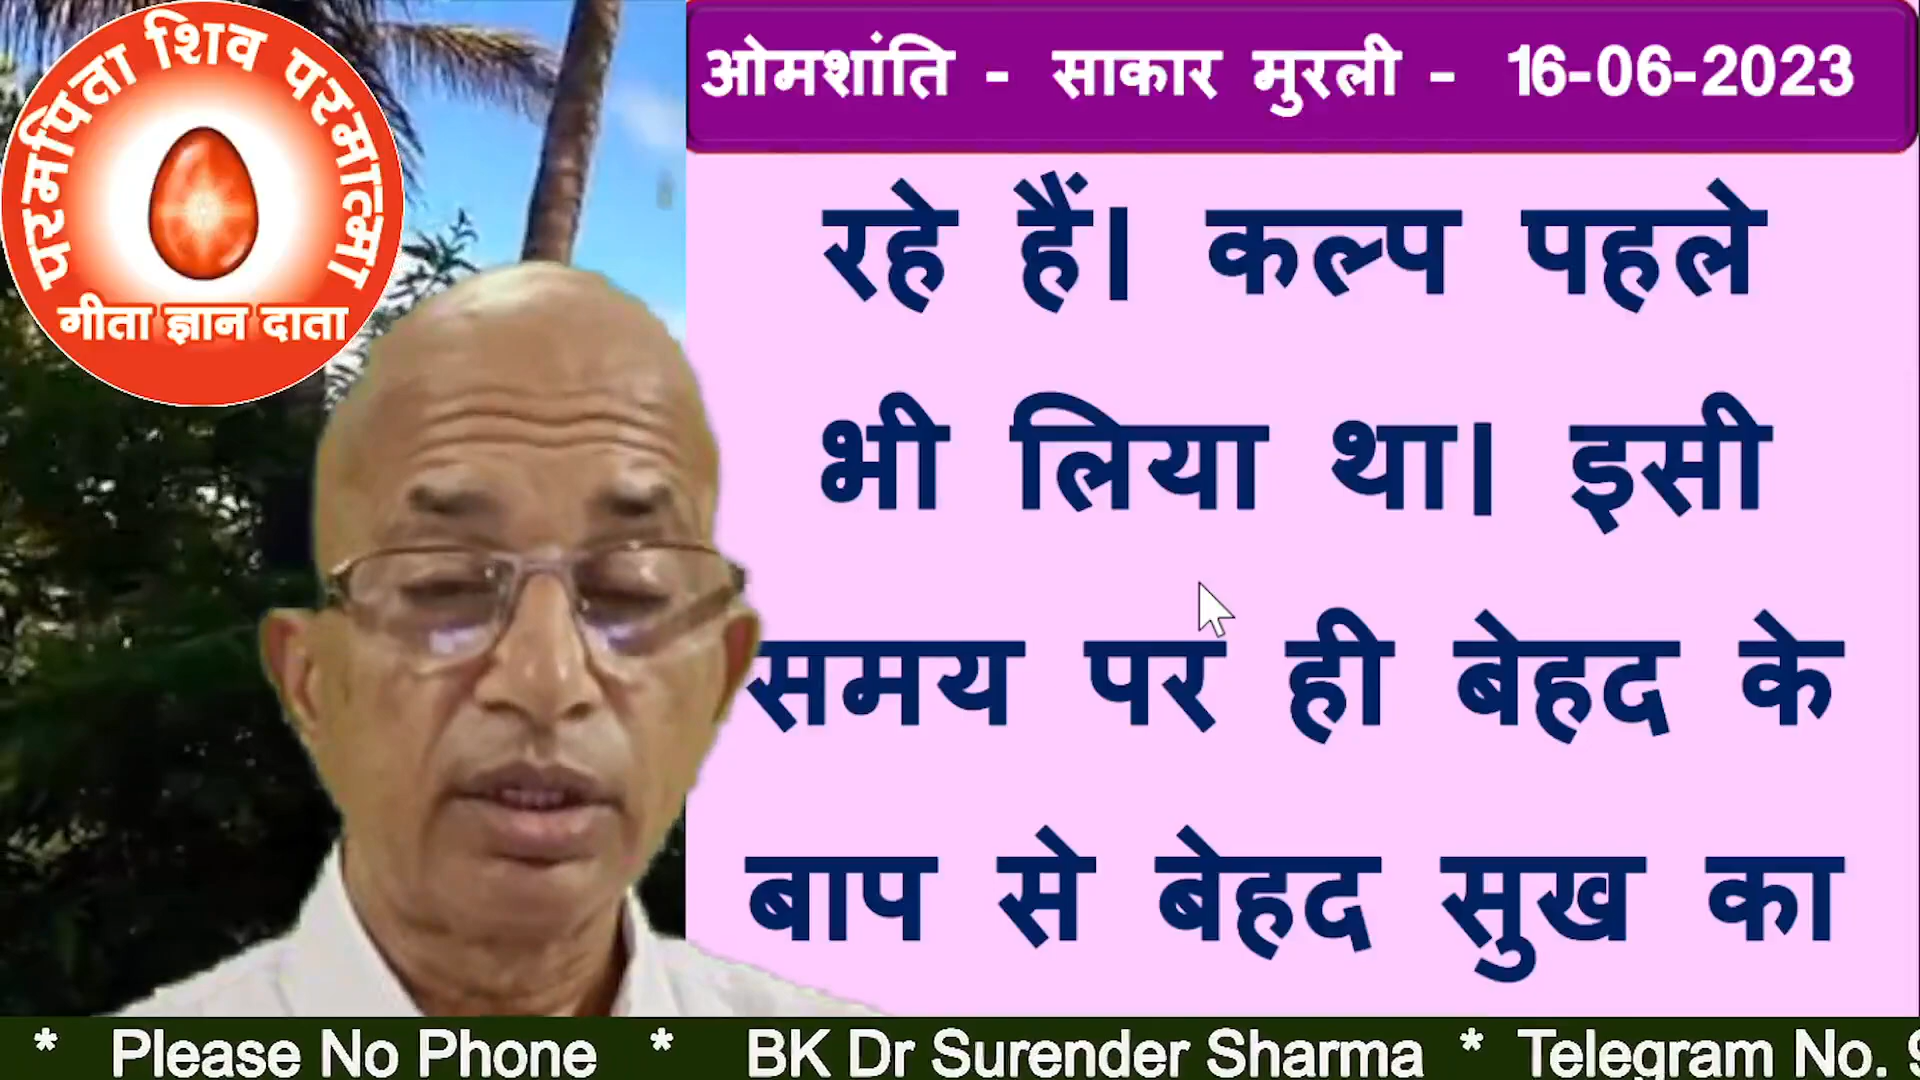 परमपिता शिव परमात्मा
गीता ज्ञान दाता
ओमशांति - साकार मुरली - 16-06-2023
रहे हैं। कल्प पहले
भी लिया था। इसी
समय पर ही बेहद के
बाप से बेहद सुख का
* Please No Phone * BK Dr Surender Sharma * Telegram No. 9